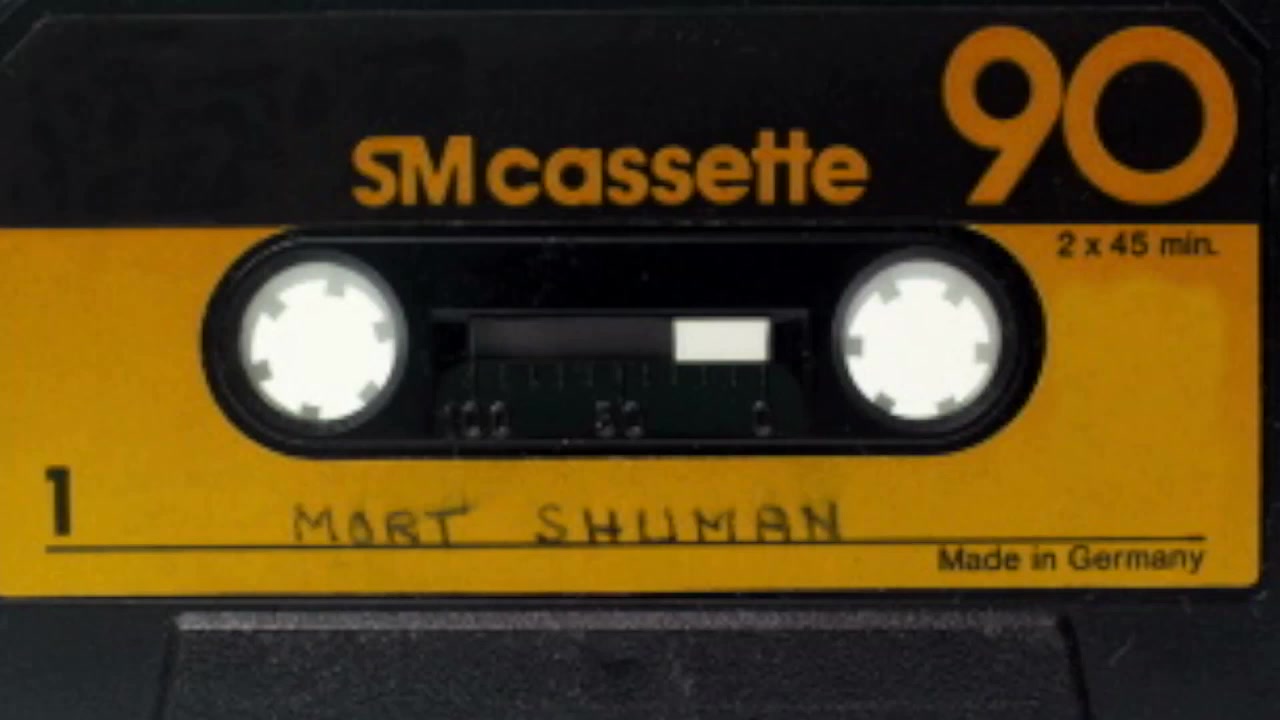 90
SM cassette
2 x 45 min.
100 50 0
1
MORT SHUMAN
Made in Germany